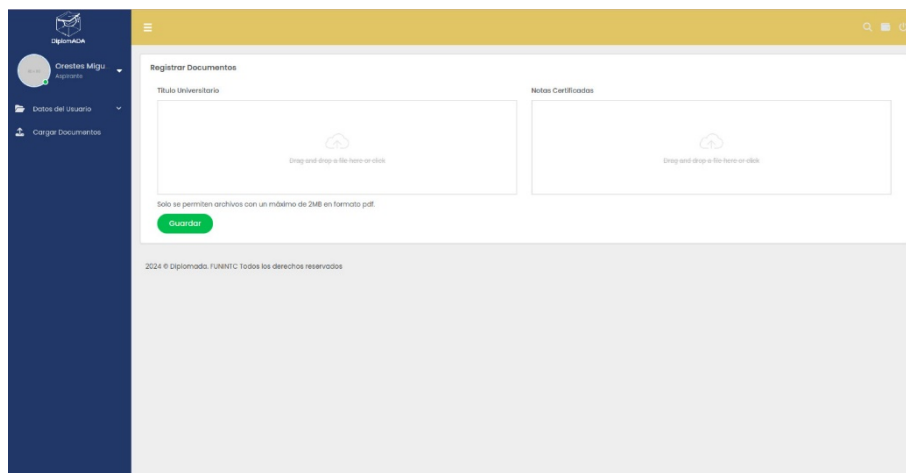 DiplomADA
Orestes Migu...
Aspirante
Datos del Usuario
Cargar Documentos
Registrar Documentos
Título Universitario
Notas Certificadas
Drag and drop a file here or click
Drag and drop a file here or click
Solo se permiten archivos con un máximo de 2MB en formato pdf.
Guardar
2024 © Diplomada. FUNINTC Todos los derechos reservados